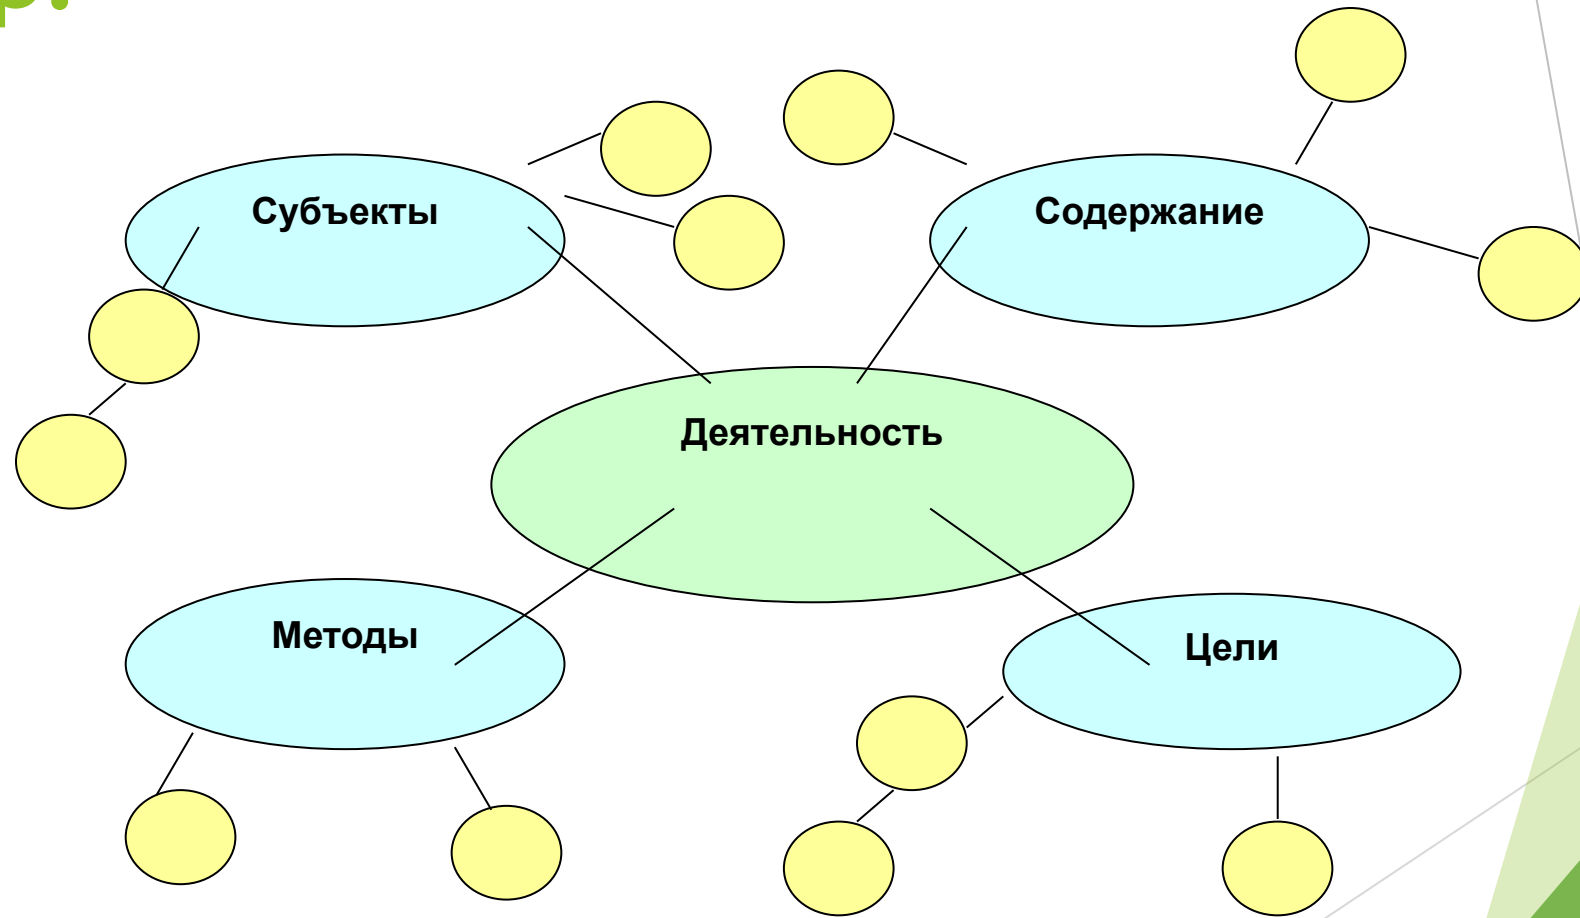 Субъекты
Содержание
Деятельность
Методы
Цели